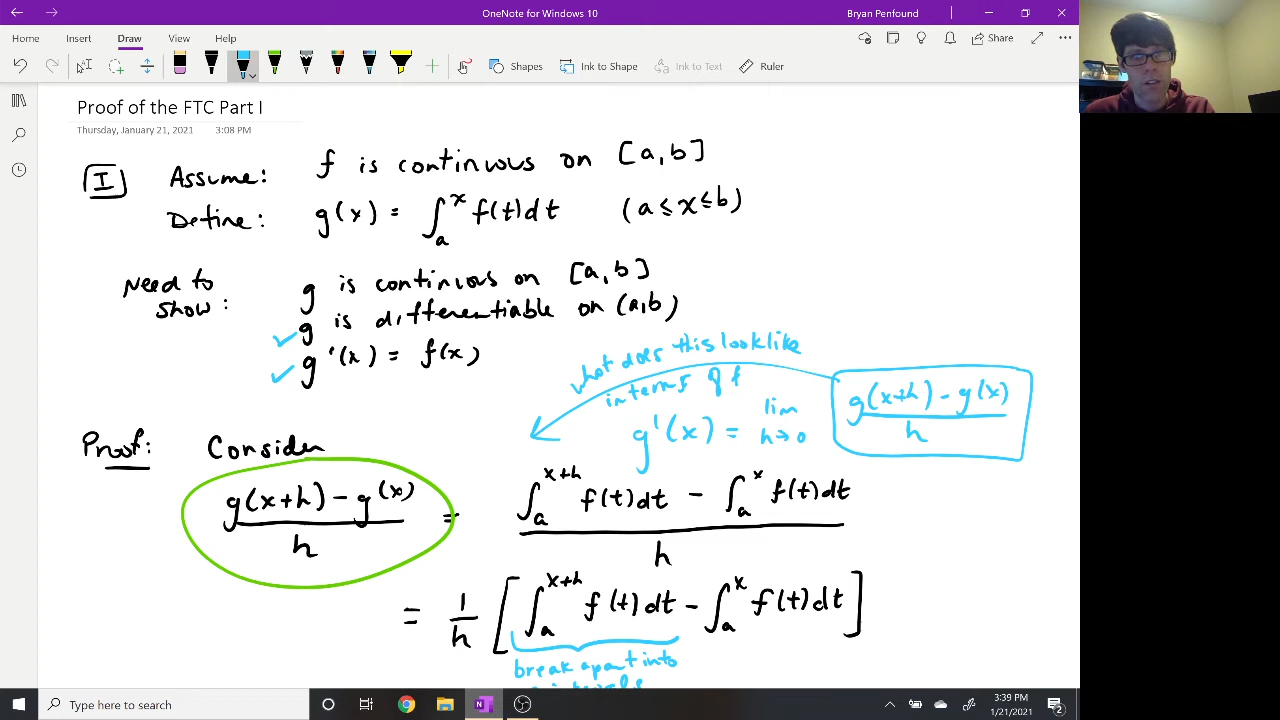 OneNote for Windows 10
Bryan Penfound
Home Insert Draw View Help
Share
Shapes Ink to Shape Ink to Text Ruler
Proof of the FTC Part I
Thursday, January 21, 2021 3:08 PM
I Assume: f is continuous on [a,b]
Define: g(x) = ∫_a^x f(t)dt (a≤x≤b)
Need to show:
g is continuous on [a,b]
✓ g is differentiable on (a,b)
✓ g'(x) = f(x)
what does this look like
in terms of f
g'(x) = lim h→0 (g(x+h) - g(x))/h
Proof: Consider
(g(x+h) - g(x))/h = (∫_a^{x+h} f(t)dt - ∫_a^x f(t)dt)/h
= 1/h [∫_a^{x+h} f(t)dt - ∫_a^x f(t)dt]
break apart into
Type here to search
3:39 PM
1/21/2021
2